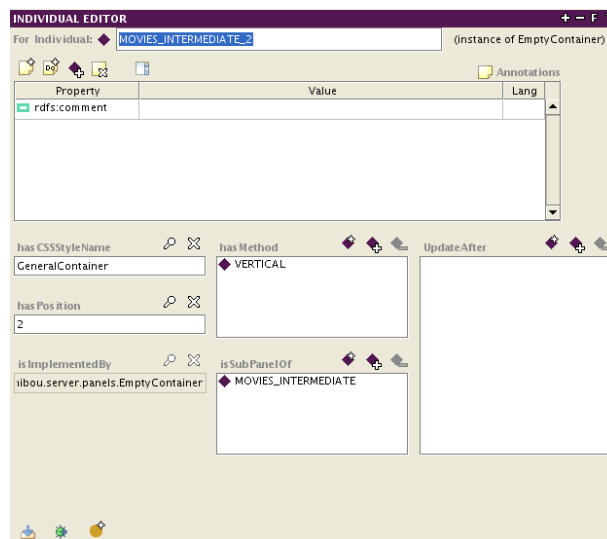 INDIVIDUAL EDITOR + − F
For Individual: MOVIES_INTERMEDIATE_2 (instance of EmptyContainer)
Annotations
Property Value Lang
rdfs:comment
hasCSSStyleName hasMethod UpdateAfter
GeneralContainer VERTICAL
hasPosition
2
isImplementedBy isSubPanelOf
hibou.server.panels.EmptyContainer MOVIES_INTERMEDIATE